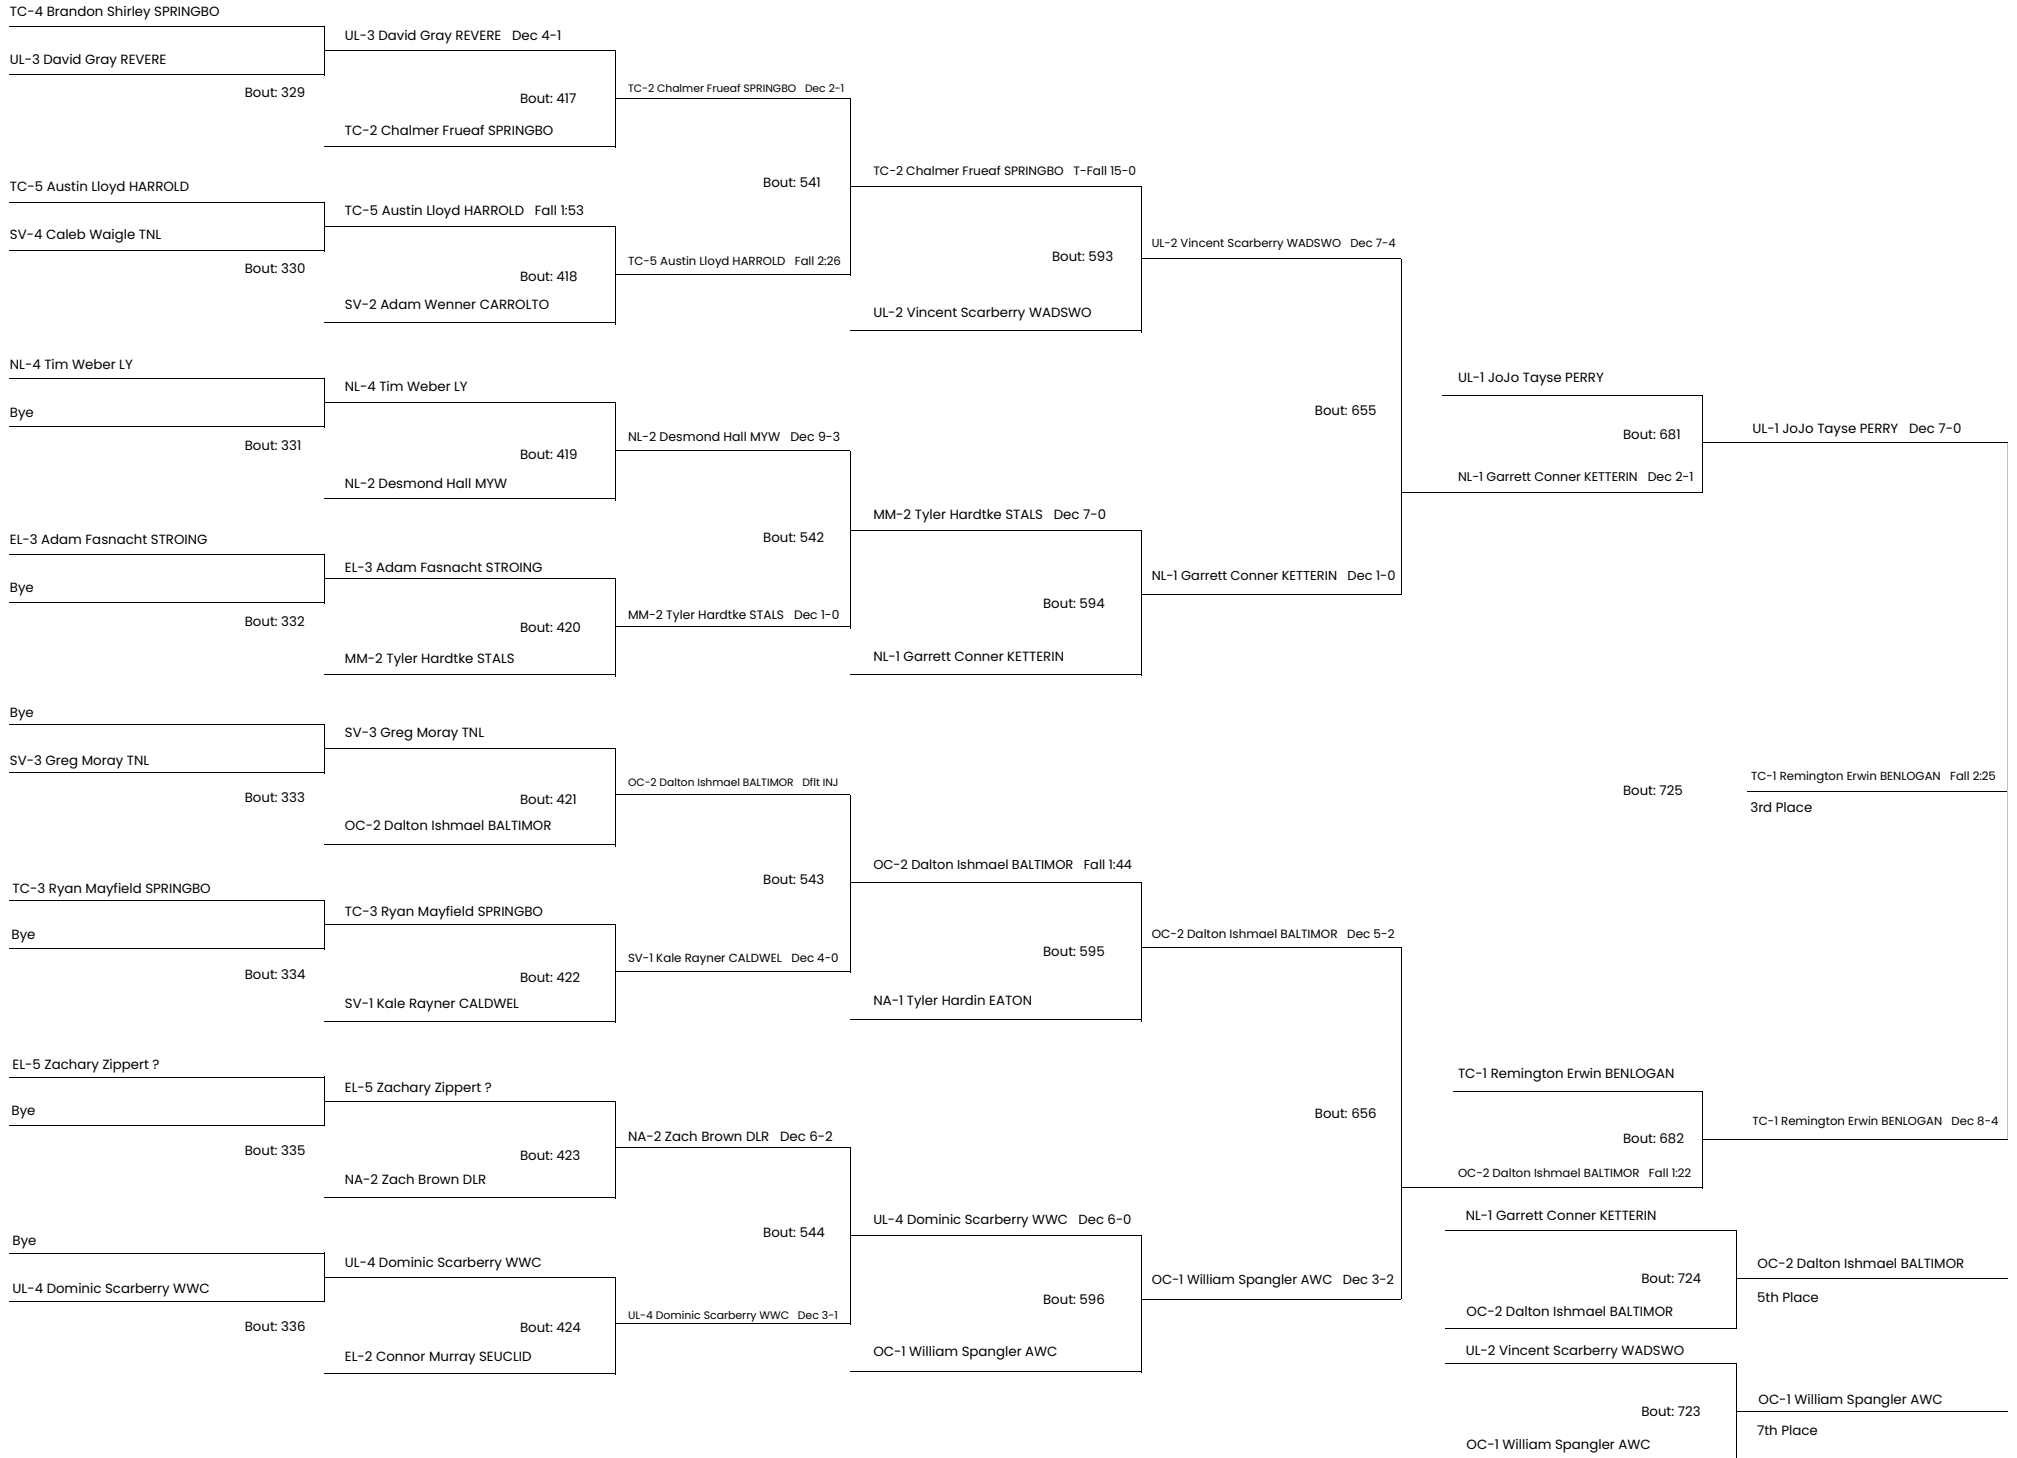 TC-4 Brandon Shirley SPRINGBO
UL-3 David Gray REVERE
Bout: 329
TC-5 Austin Lloyd HARROLD
SV-4 Caleb Waigle TNL
Bout: 330
NL-4 Tim Weber LY
Bye
Bout: 331
EL-3 Adam Fasnacht STROING
Bye
Bout: 332
Bye
SV-3 Greg Moray TNL
Bout: 333
TC-3 Ryan Mayfield SPRINGBO
Bye
Bout: 334
EL-5 Zachary Zippert ?
Bye
Bout: 335
Bye
UL-4 Dominic Scarberry WWC
Bout: 336
UL-3 David Gray REVERE Dec 4-1
Bout: 417
TC-2 Chalmer Frueaf SPRINGBO
TC-5 Austin Lloyd HARROLD Fall 1:53
Bout: 418
SV-2 Adam Wenner CARROLTO
NL-4 Tim Weber LY
Bout: 419
NL-2 Desmond Hall MYW
EL-3 Adam Fasnacht STROING
Bout: 420
MM-2 Tyler Hardtke STALS
SV-3 Greg Moray TNL
Bout: 421
OC-2 Dalton Ishmael BALTIMOR
TC-3 Ryan Mayfield SPRINGBO
Bout: 422
SV-1 Kale Rayner CALDWEL
EL-5 Zachary Zippert ?
Bout: 423
NA-2 Zach Brown DLR
UL-4 Dominic Scarberry WWC
Bout: 424
EL-2 Connor Murray SEUCLID
TC-2 Chalmer Frueaf SPRINGBO Dec 2-1
Bout: 541
TC-5 Austin Lloyd HARROLD Fall 2:26
NL-2 Desmond Hall MYW Dec 9-3
Bout: 542
MM-2 Tyler Hardtke STALS Dec 1-0
OC-2 Dalton Ishmael BALTIMOR Dflt INJ
Bout: 543
SV-1 Kale Rayner CALDWEL Dec 4-0
NA-2 Zach Brown DLR Dec 6-2
Bout: 544
UL-4 Dominic Scarberry WWC Dec 3-1
TC-2 Chalmer Frueaf SPRINGBO T-Fall 15-0
Bout: 593
UL-2 Vincent Scarberry WADSWO
MM-2 Tyler Hardtke STALS Dec 7-0
Bout: 594
NL-1 Garrett Conner KETTERIN
OC-2 Dalton Ishmael BALTIMOR Fall 1:44
Bout: 595
NA-1 Tyler Hardin EATON
UL-4 Dominic Scarberry WWC Dec 6-0
Bout: 596
OC-1 William Spangler AWC
UL-2 Vincent Scarberry WADSWO Dec 7-4
Bout: 655
NL-1 Garrett Conner KETTERIN Dec 1-0
OC-2 Dalton Ishmael BALTIMOR Dec 5-2
Bout: 656
OC-1 William Spangler AWC Dec 3-2
UL-1 JoJo Tayse PERRY
Bout: 681
NL-1 Garrett Conner KETTERIN Dec 2-1
TC-1 Remington Erwin BENLOGAN
Bout: 682
OC-2 Dalton Ishmael BALTIMOR Fall 1:22
UL-1 JoJo Tayse PERRY Dec 7-0
Bout: 725
TC-1 Remington Erwin BENLOGAN Fall 2:25
3rd Place
TC-1 Remington Erwin BENLOGAN Dec 8-4
NL-1 Garrett Conner KETTERIN
Bout: 724
OC-2 Dalton Ishmael BALTIMOR
OC-2 Dalton Ishmael BALTIMOR
5th Place
UL-2 Vincent Scarberry WADSWO
Bout: 723
OC-1 William Spangler AWC
OC-1 William Spangler AWC
7th Place